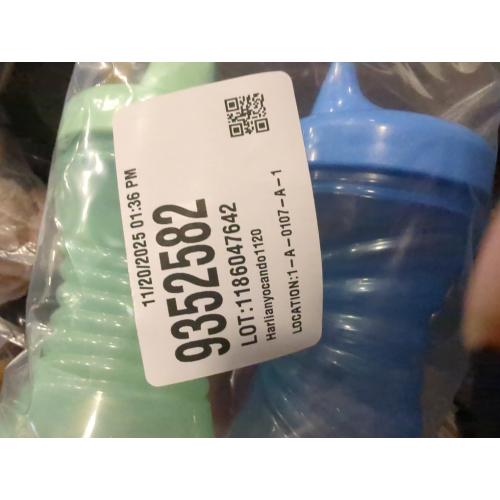 11/20/2025 01:36 PM
9352582
LOT:1186047642
Harlianyocando1120
LOCATION:1-A-0107-A-1